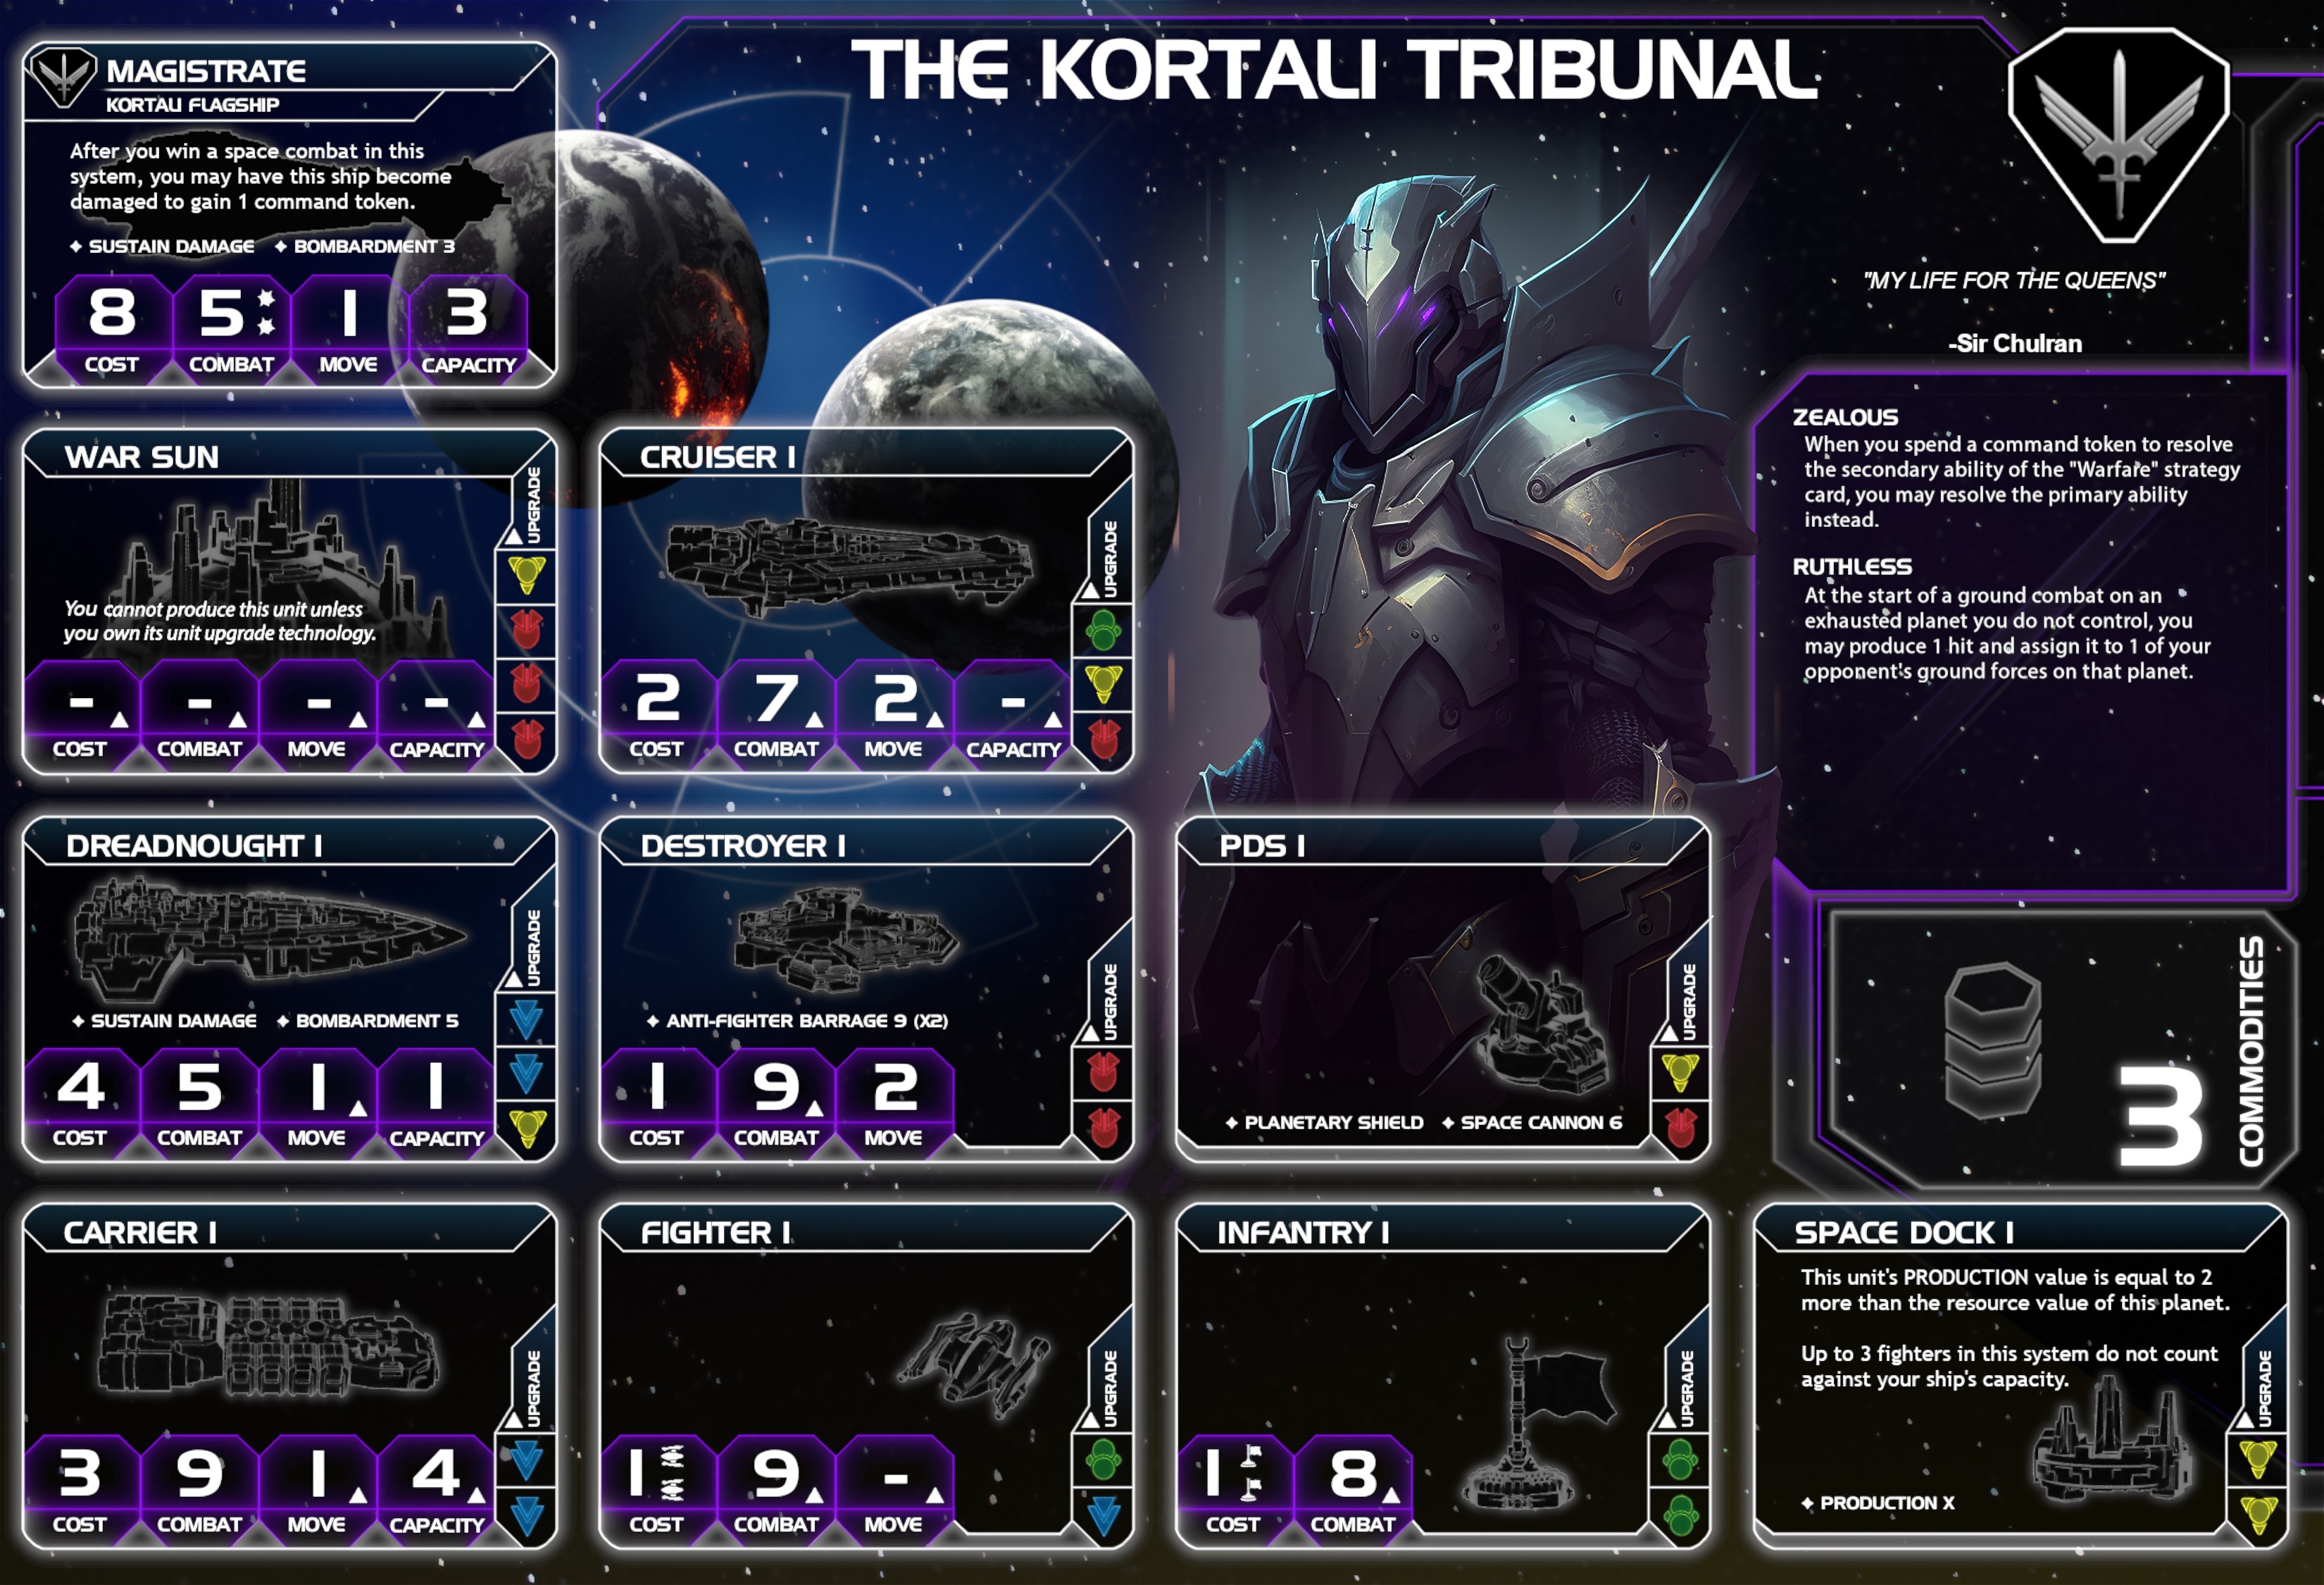 THE KORTALI TRIBUNAL
MAGISTRATE
KORTALI FLAGSHIP
After you win a space combat in this
system, you may have this ship become
damaged to gain 1 command token.
SUSTAIN DAMAGE BOMBARDMENT 3
8 5 1 3
COST COMBAT MOVE CAPACITY
"MY LIFE FOR THE QUEENS"
-Sir Chulran
ZEALOUS
When you spend a command token to resolve
the secondary ability of the "Warfare" strategy
card, you may resolve the primary ability
instead.
RUTHLESS
At the start of a ground combat on an
exhausted planet you do not control, you
may produce 1 hit and assign it to 1 of your
opponent's ground forces on that planet.
WAR SUN
UPGRADE
You cannot produce this unit unless
you own its unit upgrade technology.
- - - -
COST COMBAT MOVE CAPACITY
CRUISER I
UPGRADE
2 7 2 -
COST COMBAT MOVE CAPACITY
DREADNOUGHT I
UPGRADE
SUSTAIN DAMAGE BOMBARDMENT 5
4 5 1 1
COST COMBAT MOVE CAPACITY
DESTROYER I
UPGRADE
ANTI-FIGHTER BARRAGE 9 (X2)
1 9 2
COST COMBAT MOVE
PDS I
UPGRADE
PLANETARY SHIELD SPACE CANNON 6
3
COMMODITIES
CARRIER I
UPGRADE
3 9 1 4
COST COMBAT MOVE CAPACITY
FIGHTER I
UPGRADE
1 9 -
COST COMBAT MOVE
INFANTRY I
UPGRADE
1 8
COST COMBAT
SPACE DOCK I
This unit's PRODUCTION value is equal to 2
more than the resource value of this planet.
Up to 3 fighters in this system do not count
against your ship's capacity.
UPGRADE
PRODUCTION X